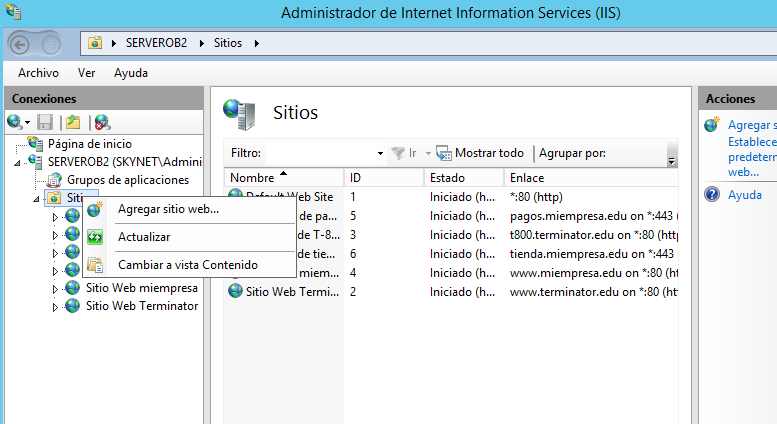 Administrador de Internet Information Services (IIS)
SERVEROB2 Sitios
Archivo Ver Ayuda
Conexiones
Página de inicio
SERVEROB2 (SKYNET\Adminis
Grupos de aplicaciones
Siti
Agregar sitio web...
Actualizar
Cambiar a vista Contenido
Sitio Web miempresa
Sitio Web Terminator
Sitios
Filtro: Ir Mostrar todo Agrupar por:
Nombre ID Estado Enlace
Default Web Site 1 Iniciado (h... *:80 (http)
de pa... 5 Iniciado (h... pagos.miempresa.edu on *:443 (
de T-8... 3 Iniciado (h... t800.terminator.edu on *:80 (ht
de tie... 6 Iniciado (h... tienda.miempresa.edu on *:443
miem... 4 Iniciado (h... www.miempresa.edu on *:80 (h
Sitio Web Termi... 2 Iniciado (h... www.terminator.edu on *:80 (ht
Acciones
Agregar s
Establece
predeterm
web...
Ayuda